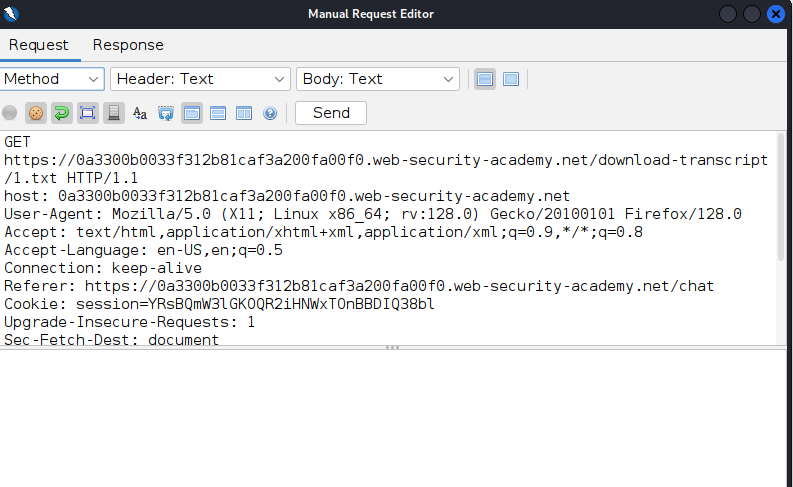 Manual Request Editor
Request Response
Method Header: Text Body: Text
Send
GET
https://0a3300b0033f312b81caf3a200fa00f0.web-security-academy.net/download-transcript
/1.txt HTTP/1.1
host: 0a3300b0033f312b81caf3a200fa00f0.web-security-academy.net
User-Agent: Mozilla/5.0 (X11; Linux x86_64; rv:128.0) Gecko/20100101 Firefox/128.0
Accept: text/html,application/xhtml+xml,application/xml;q=0.9,*/*;q=0.8
Accept-Language: en-US,en;q=0.5
Connection: keep-alive
Referer: https://0a3300b0033f312b81caf3a200fa00f0.web-security-academy.net/chat
Cookie: session=YRsBQmW3lGKOQR2iHNWxTOnBBDIQ38bl
Upgrade-Insecure-Requests: 1
Sec-Fetch-Dest: document